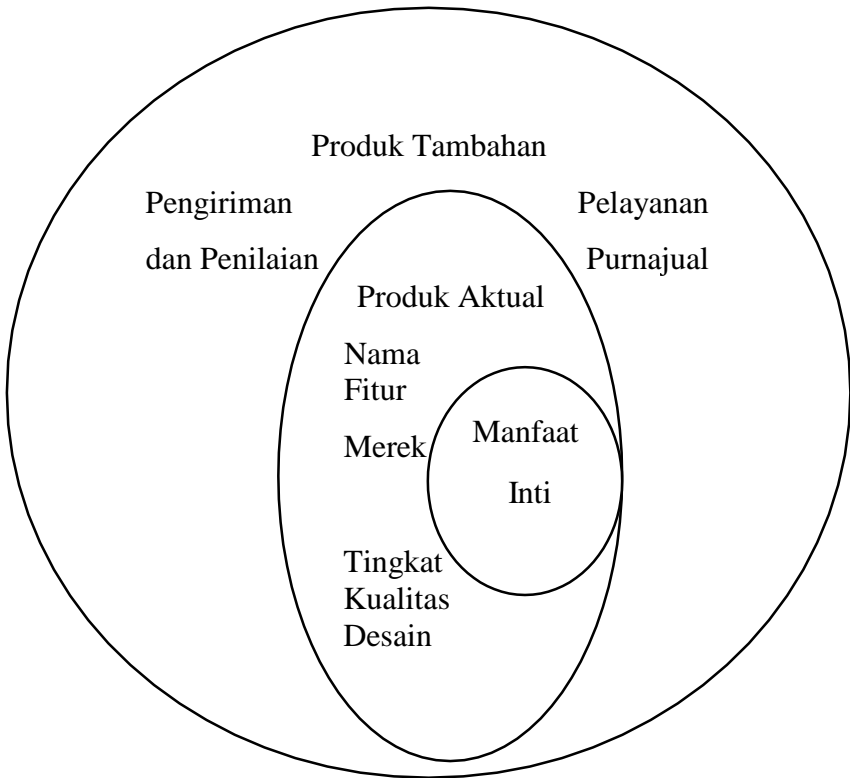 Produk Tambahan
Pengiriman
dan Penilaian
Pelayanan
Purnajual
Produk Aktual
Nama
Fitur
Merek
Manfaat
Inti
Tingkat
Kualitas
Desain